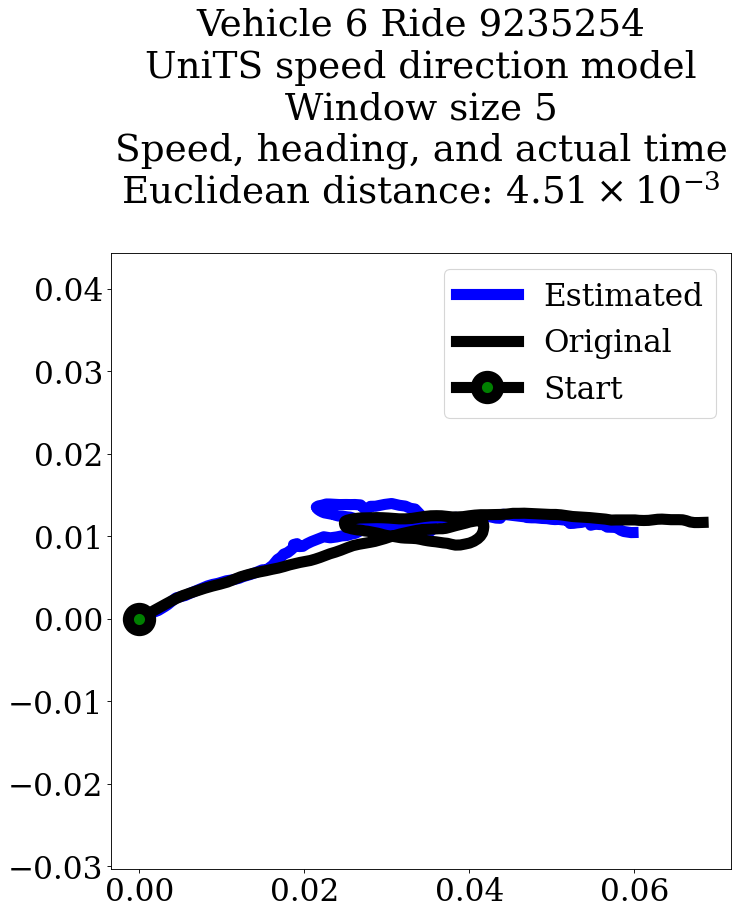 Vehicle 6 Ride 9235254
UniTS speed direction model
Window size 5
Speed, heading, and actual time
Euclidean distance: 4.51 × 10⁻³
Estimated
Original
Start
0.04
0.03
0.02
0.01
0.00
−0.01
−0.02
−0.03
0.00 0.02 0.04 0.06